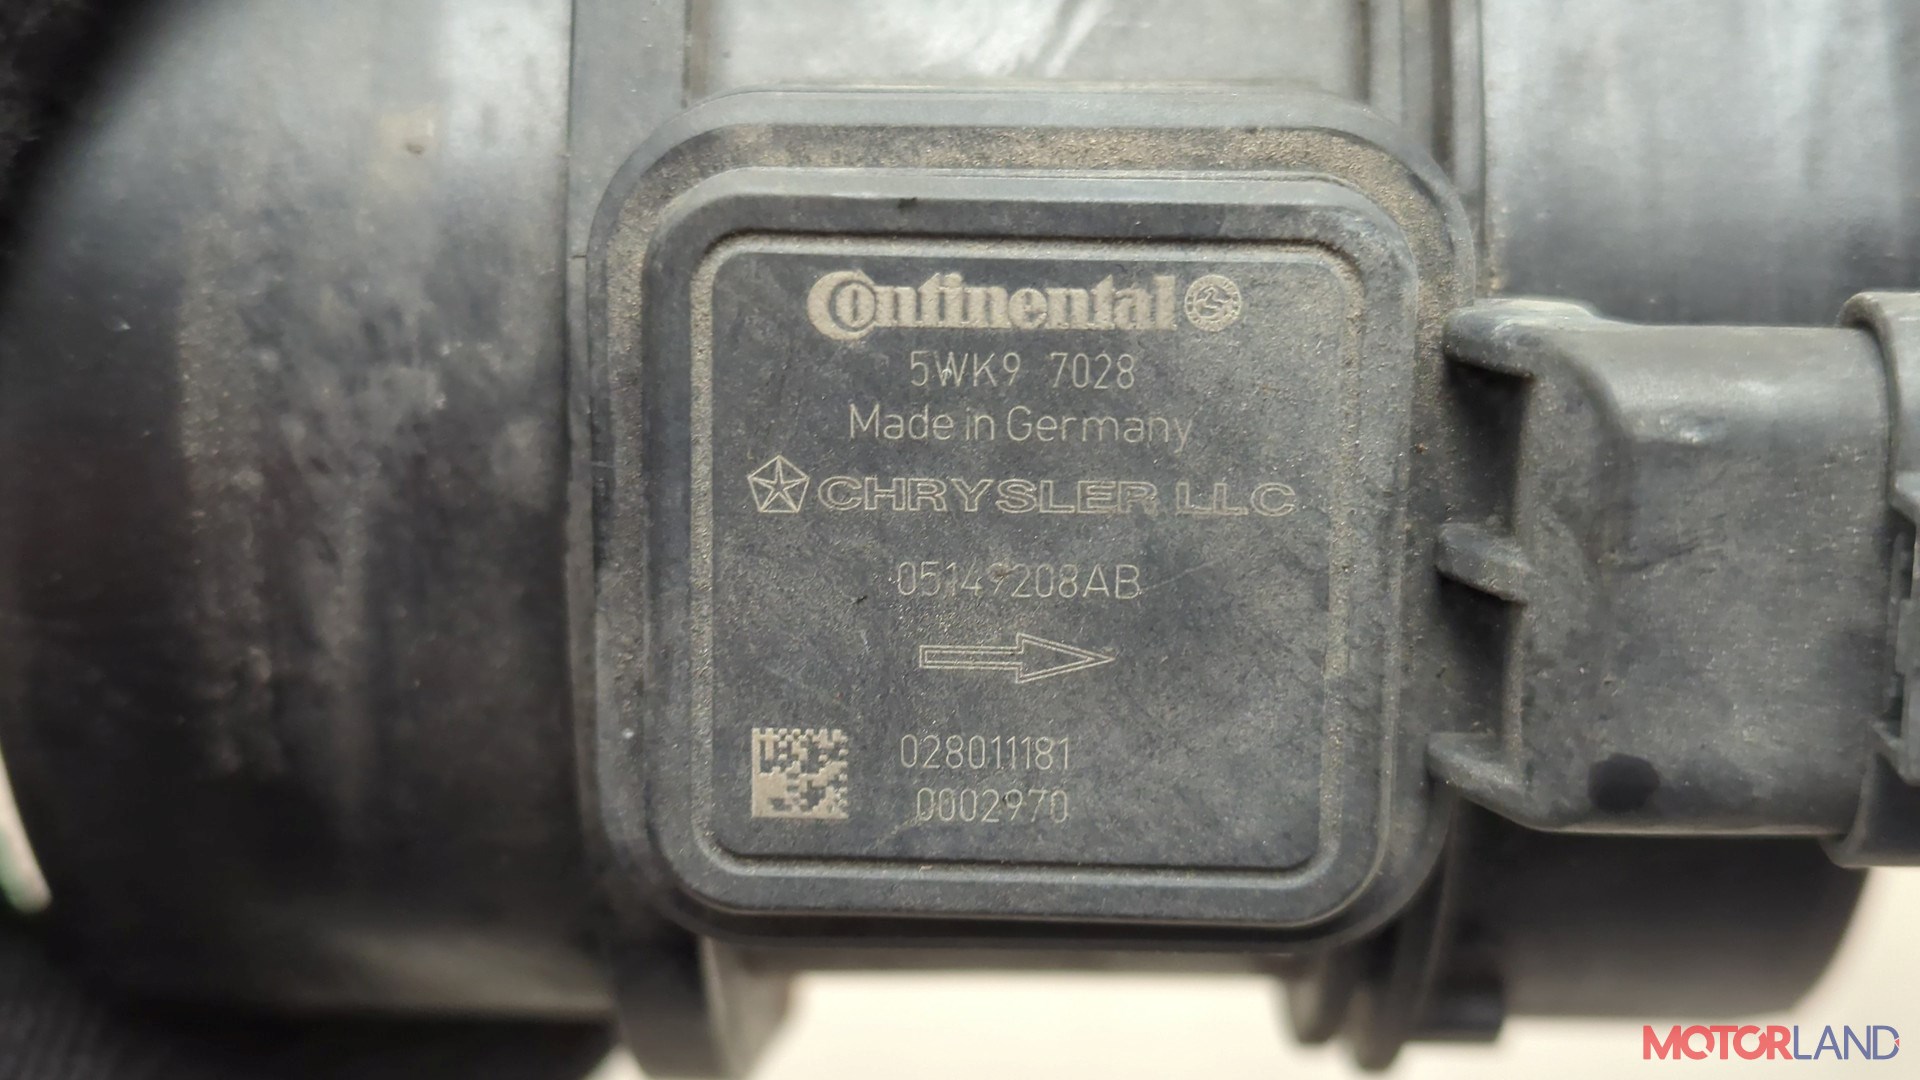 Continental
5WK9 7028
Made in Germany
CHRYSLER LLC
05149208AB
028011181
0002970
MOTORLAND